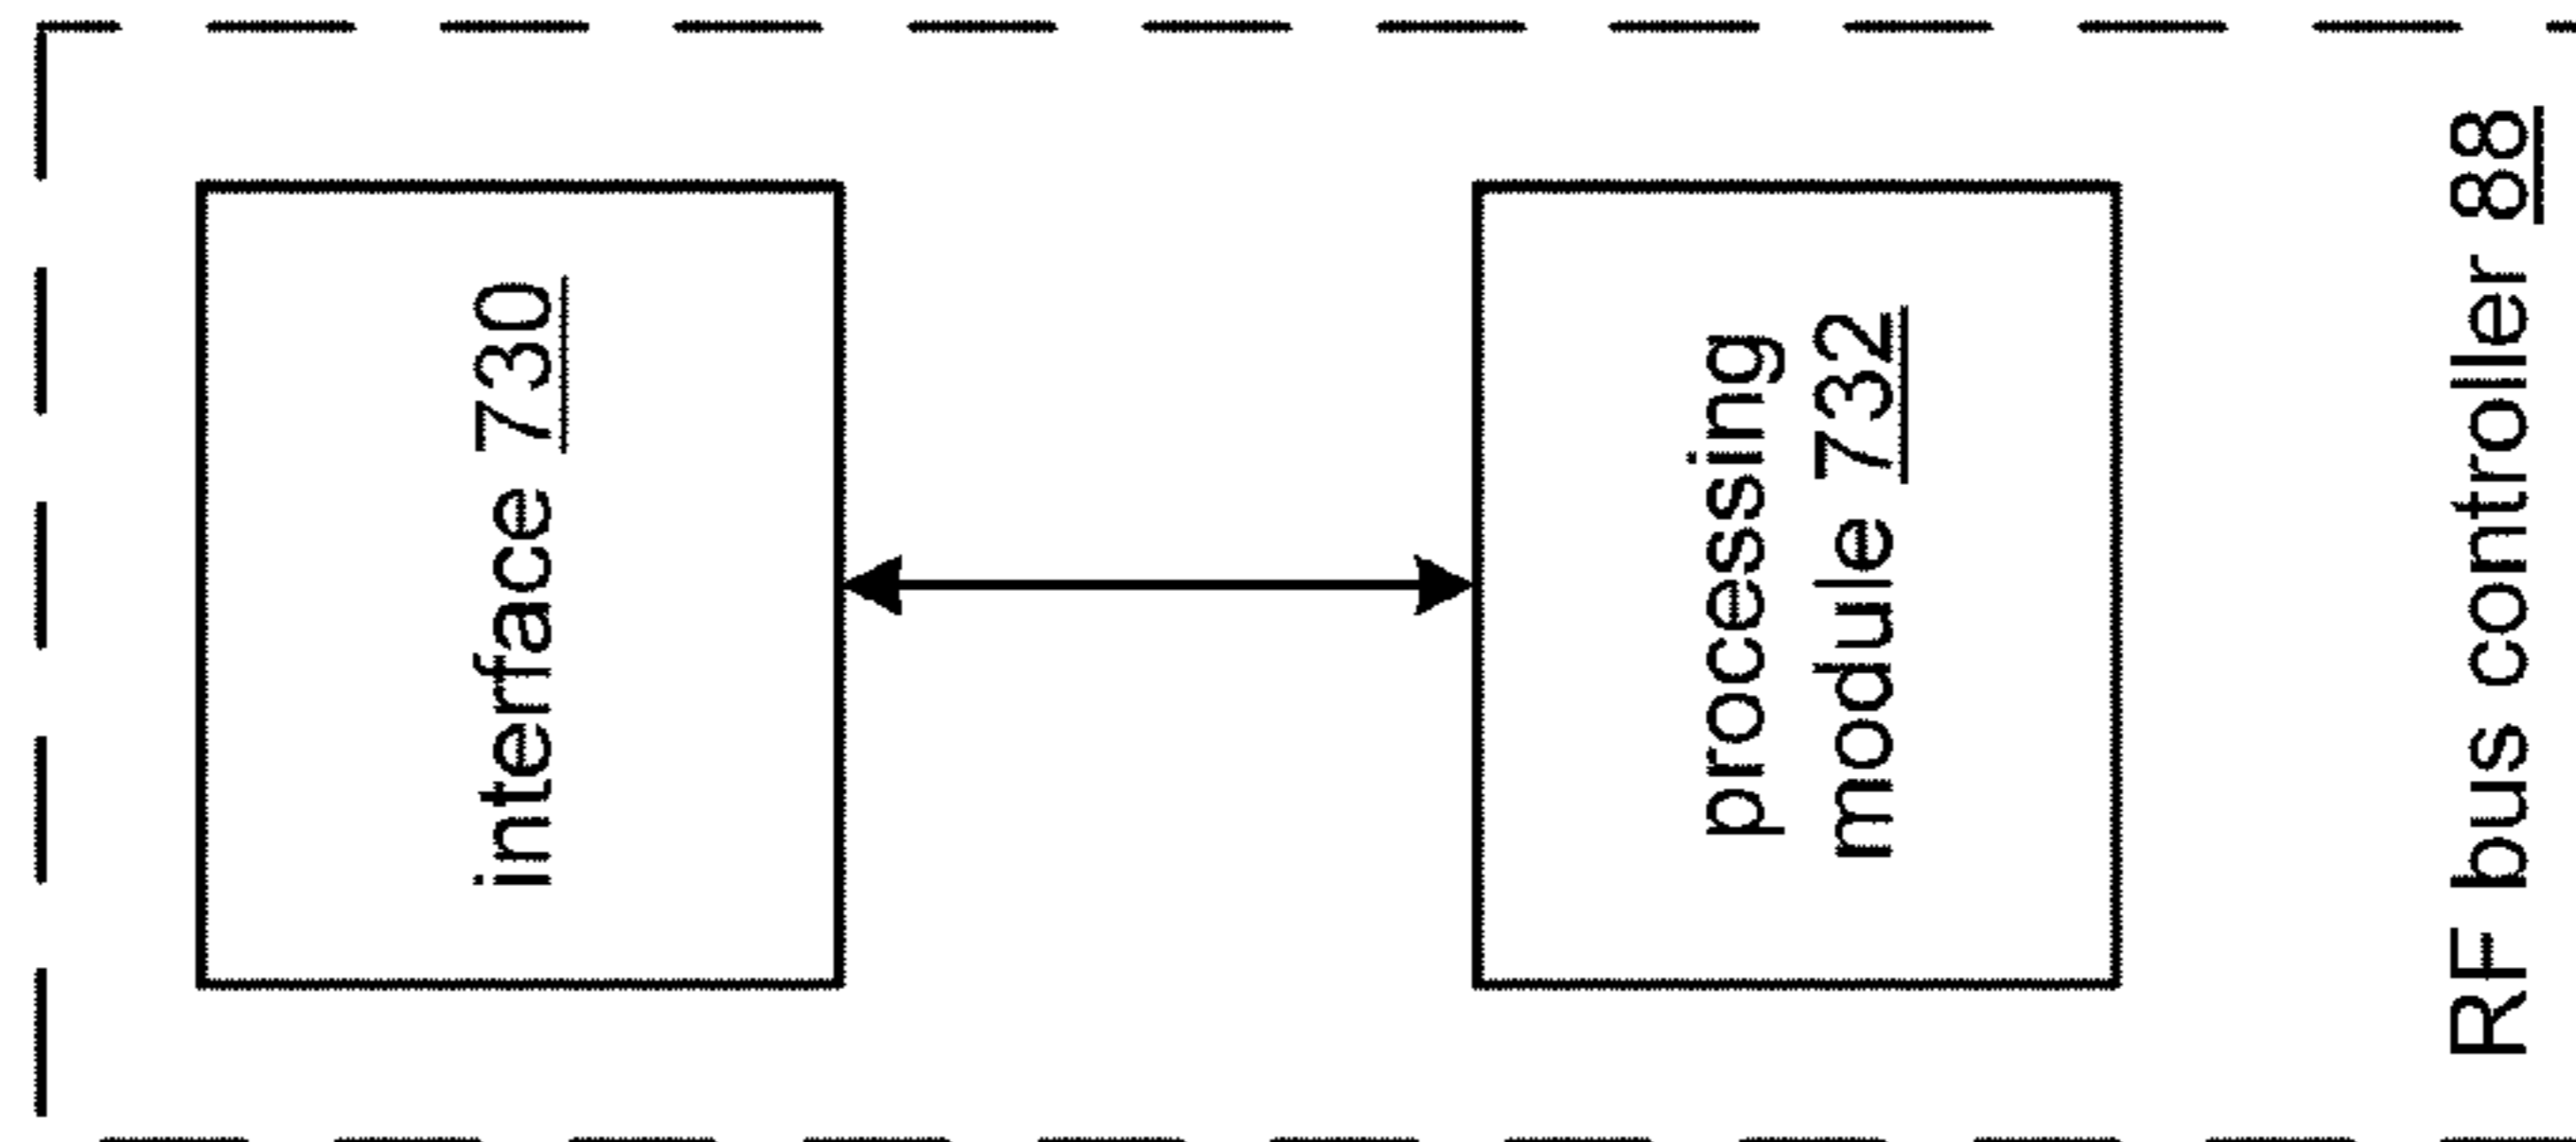 interface 730
processing
module 732
RF bus controller 88